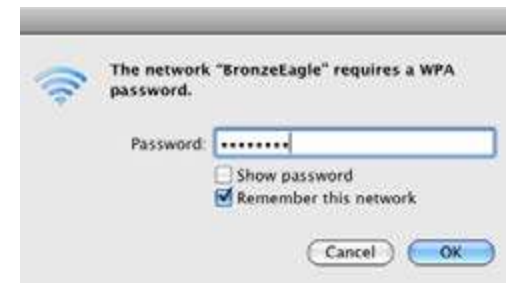 The network "BronzeEagle" requires a WPA
password.
Password: ••••••••
Show password
Remember this network
Cancel OK